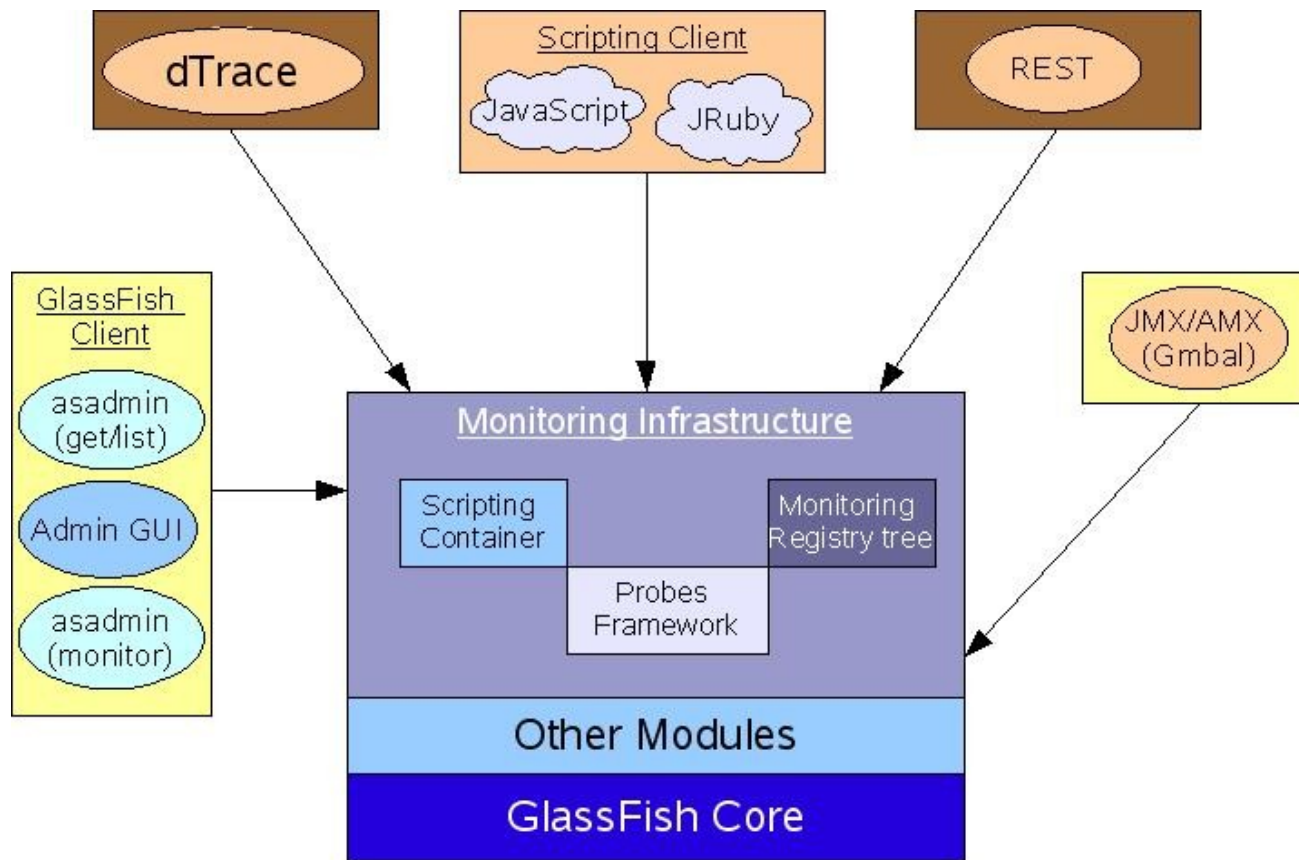 dTrace
Scripting Client
JavaScript
JRuby
REST
GlassFish
Client
asadmin
(get/list)
Admin GUI
asadmin
(monitor)
JMX/AMX
(Gmbal)
Monitoring Infrastructure
Scripting
Container
Monitoring
Registry tree
Probes
Framework
Other Modules
GlassFish Core